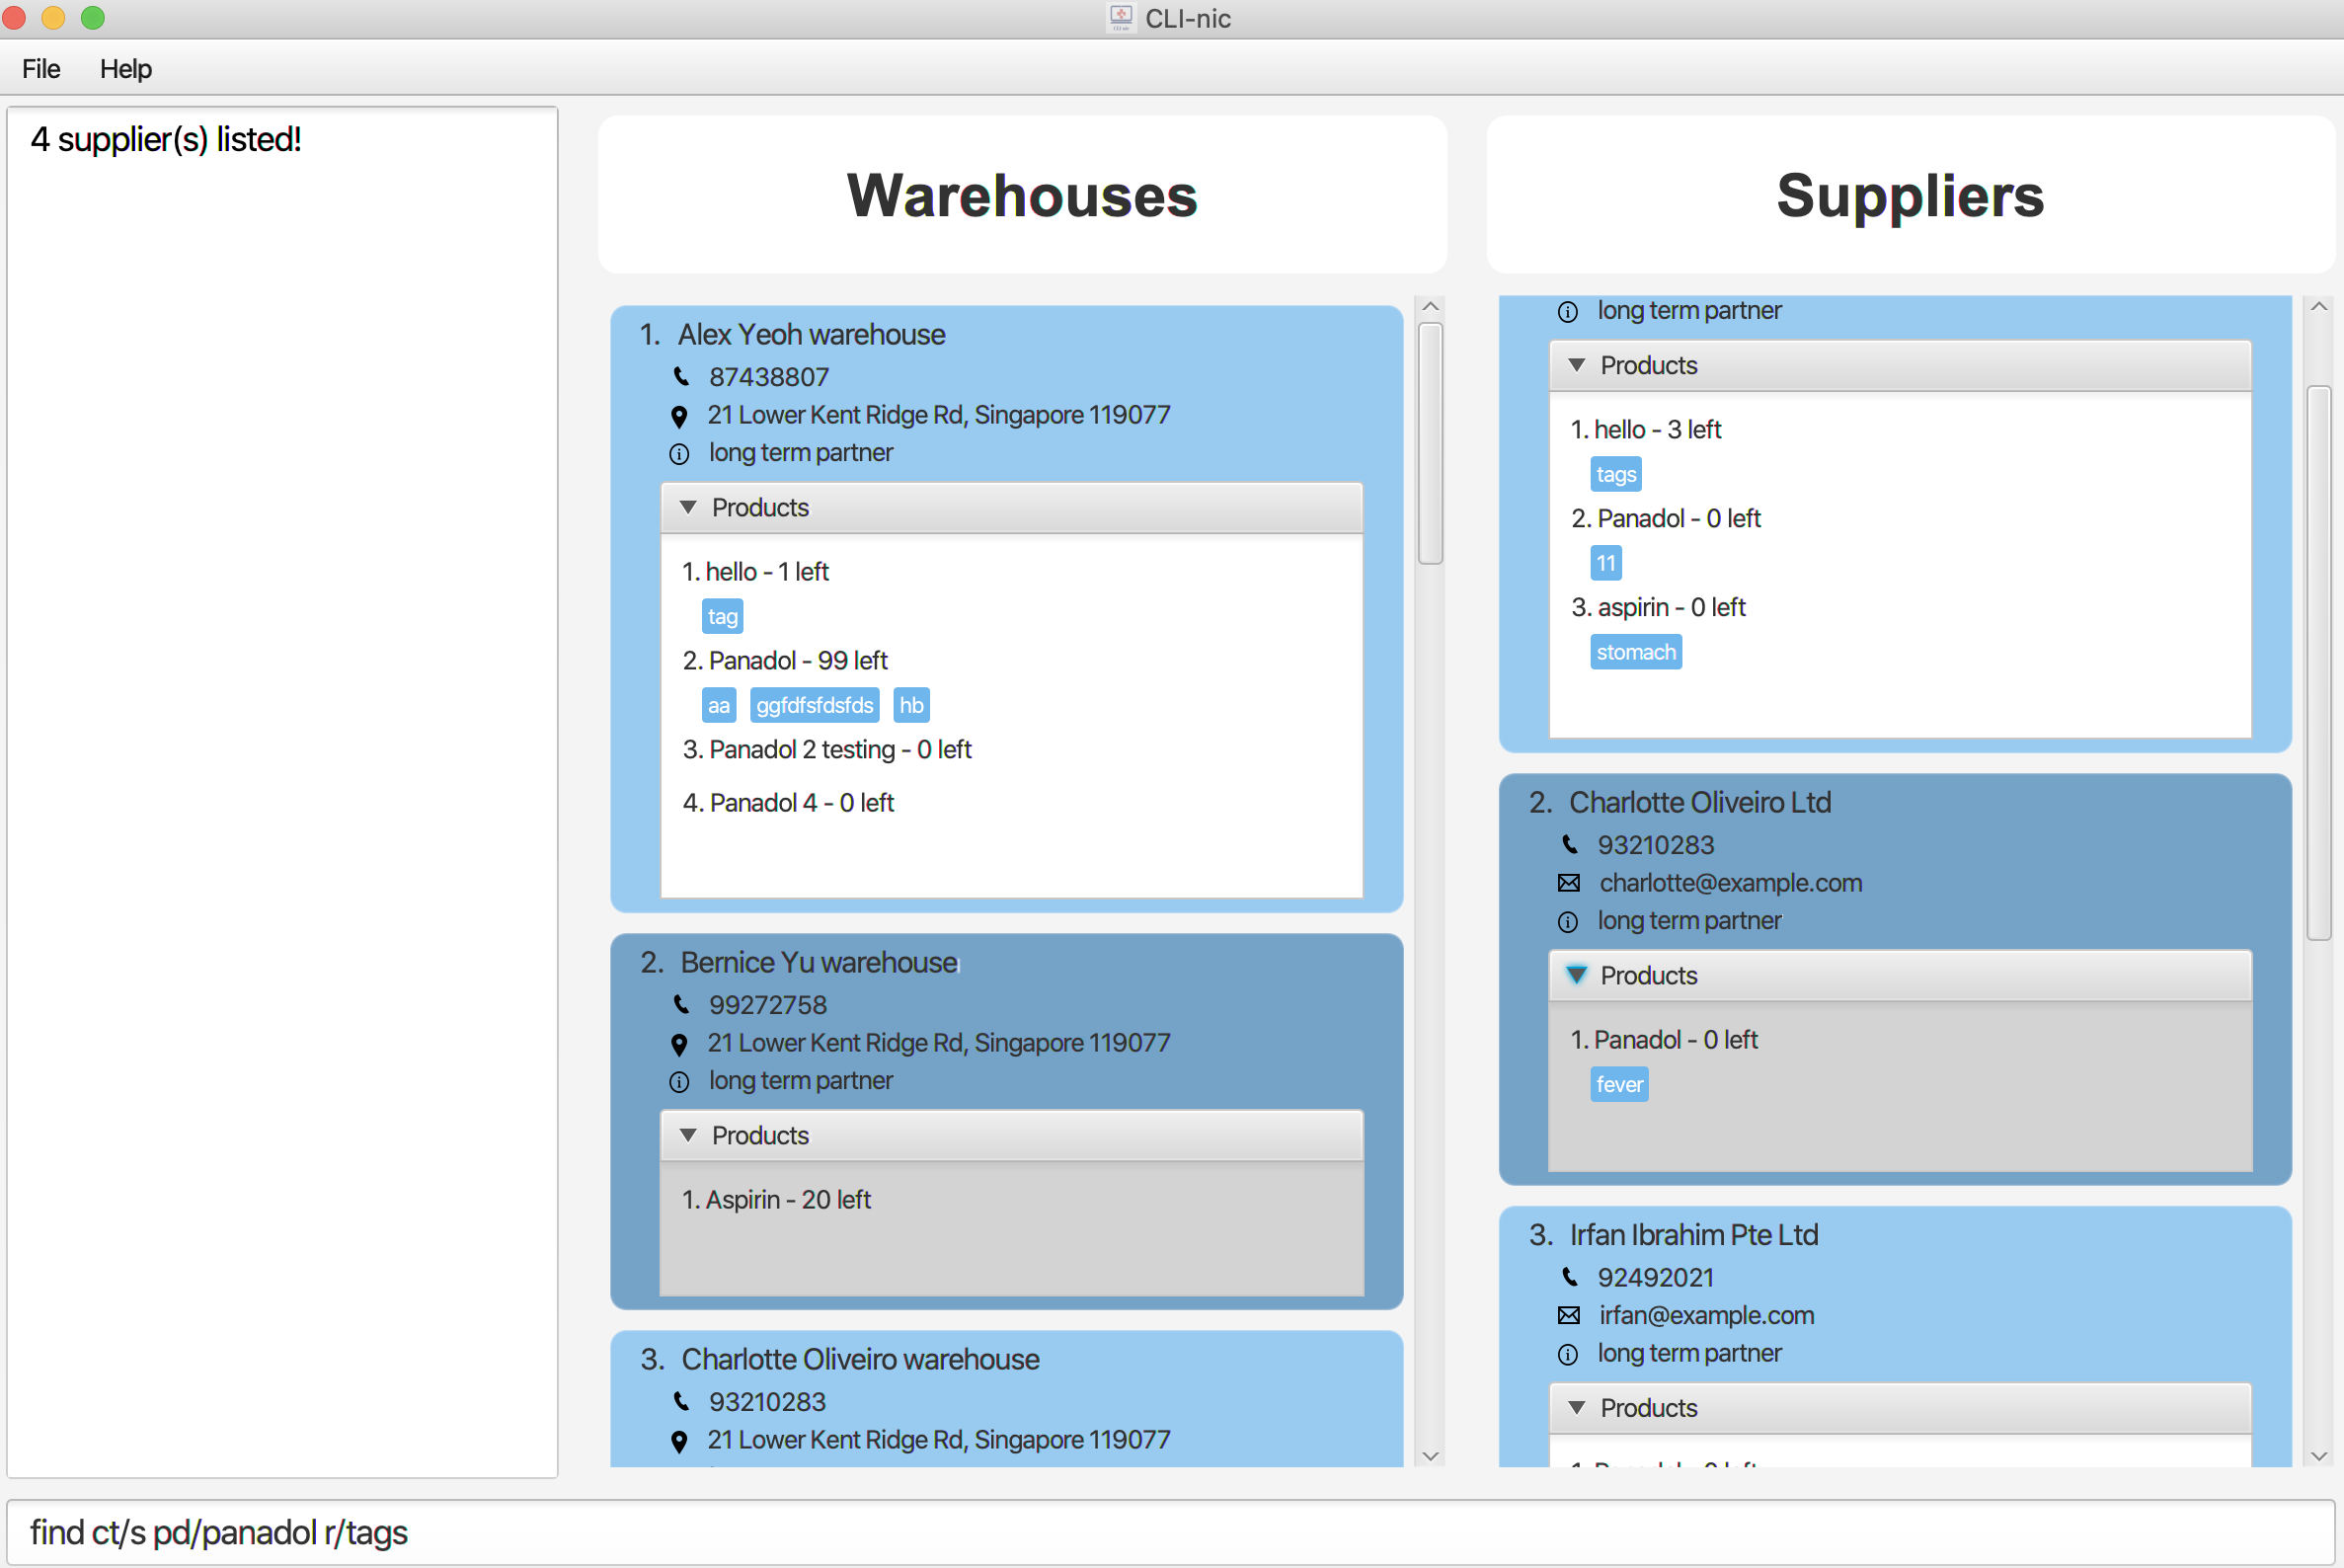 CLI-nic
File Help
4 supplier(s) listed!
Warehouses
1. Alex Yeoh warehouse
87438807
21 Lower Kent Ridge Rd, Singapore 119077
long term partner
Products
1. hello - 1 left
tag
2. Panadol - 99 left
aa ggfdfsfdsfds hb
3. Panadol 2 testing - 0 left
4. Panadol 4 - 0 left
2. Bernice Yu warehouse
99272758
21 Lower Kent Ridge Rd, Singapore 119077
long term partner
Products
1. Aspirin - 20 left
3. Charlotte Oliveiro warehouse
93210283
21 Lower Kent Ridge Rd, Singapore 119077
Suppliers
long term partner
Products
1. hello - 3 left
tags
2. Panadol - 0 left
11
3. aspirin - 0 left
stomach
2. Charlotte Oliveiro Ltd
93210283
charlotte@example.com
long term partner
Products
1. Panadol - 0 left
fever
3. Irfan Ibrahim Pte Ltd
92492021
irfan@example.com
long term partner
Products
find ct/s pd/panadol r/tags